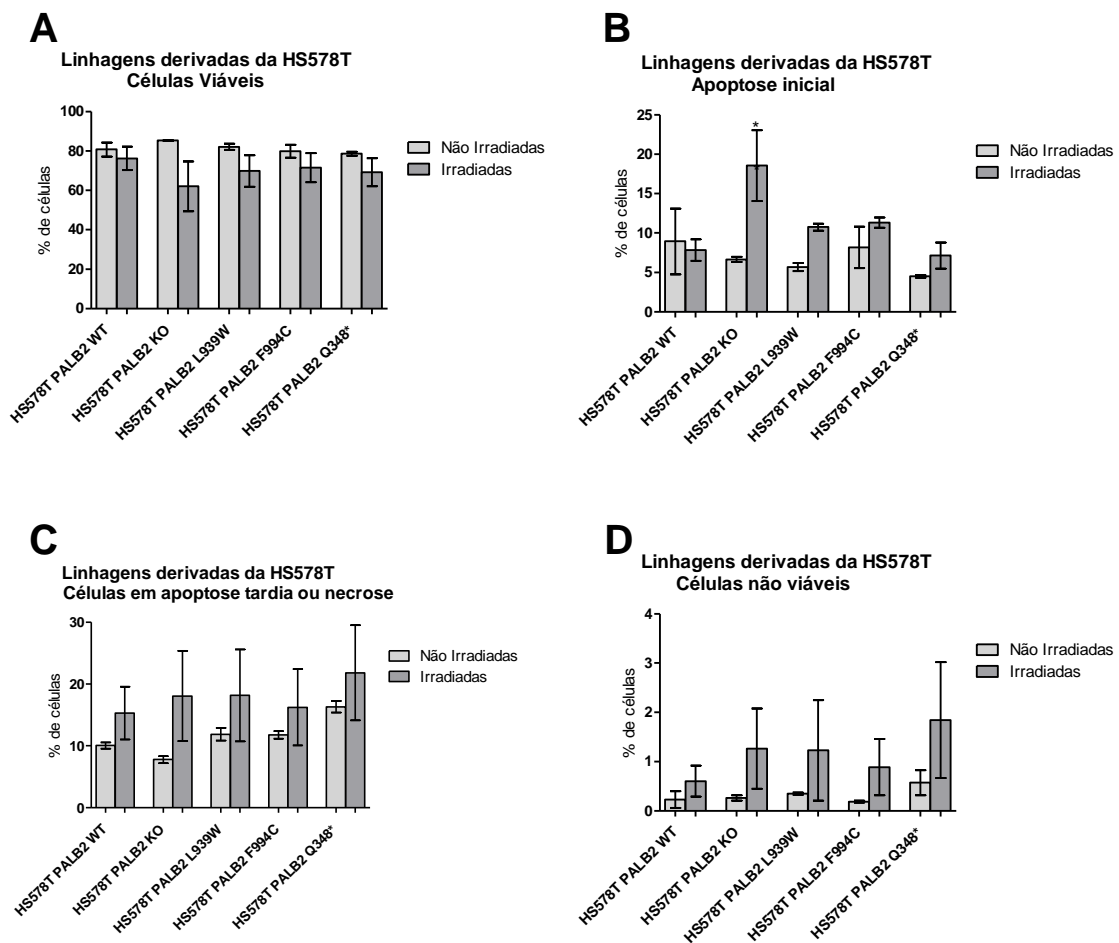 A
Linhagens derivadas da HS578T
Células Viáveis
% de células
100
80
60
40
20
0
Não Irradiadas
Irradiadas
HS578T PALB2 WT
HS578T PALB2 KO
HS578T PALB2 L939W
HS578T PALB2 F994C
HS578T PALB2 Q348*
B
Linhagens derivadas da HS578T
Apoptose inicial
% de células
25
20
15
10
5
0
*
Não Irradiadas
Irradiadas
HS578T PALB2 WT
HS578T PALB2 KO
HS578T PALB2 L939W
HS578T PALB2 F994C
HS578T PALB2 Q348*
C
Linhagens derivadas da HS578T
Células em apoptose tardia ou necrose
% de células
30
20
10
0
Não Irradiadas
Irradiadas
HS578T PALB2 WT
HS578T PALB2 KO
HS578T PALB2 L939W
HS578T PALB2 F994C
HS578T PALB2 Q348*
D
Linhagens derivadas da HS578T
Células não viáveis
% de células
4
3
2
1
0
Não Irradiadas
Irradiadas
HS578T PALB2 WT
HS578T PALB2 KO
HS578T PALB2 L939W
HS578T PALB2 F994C
HS578T PALB2 Q348*